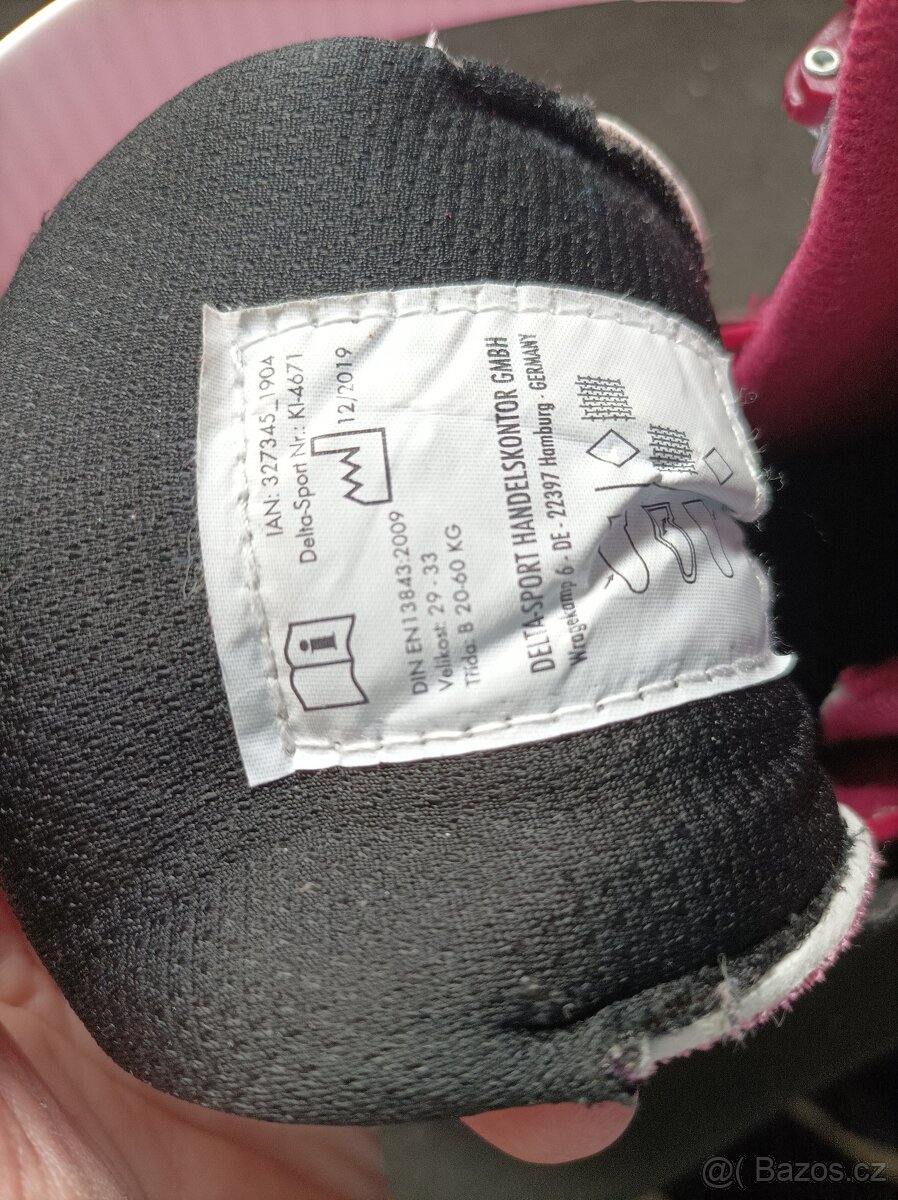 IAN: 327345_1904
Delta-Sport Nr.: KI-4671
12/2019
i
DIN EN13843:2009
Velikost: 29 - 33
Třída: B 20-60 KG
DELTA-SPORT HANDELSKONTOR GMBH
Wragekamp 6 - DE - 22397 Hamburg - GERMANY
@( Bazos.cz